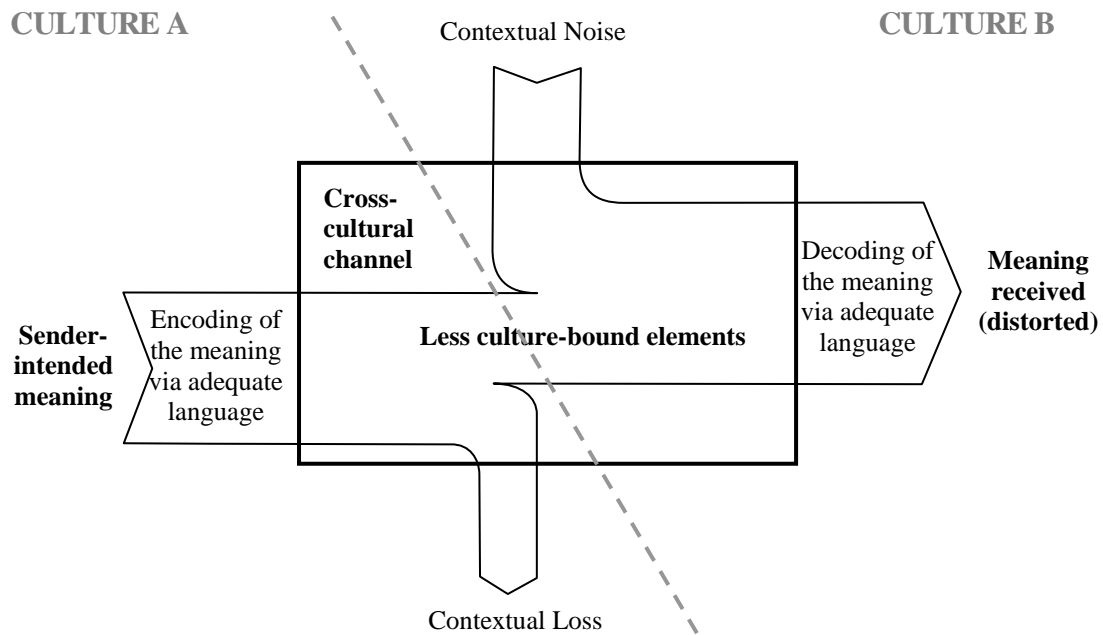 CULTURE A
CULTURE B
Contextual Noise
Cross-
cultural
channel
Sender-
intended
meaning
Encoding of
the meaning
via adequate
language
Less culture-bound elements
Decoding of
the meaning
via adequate
language
Meaning
received
(distorted)
Contextual Loss